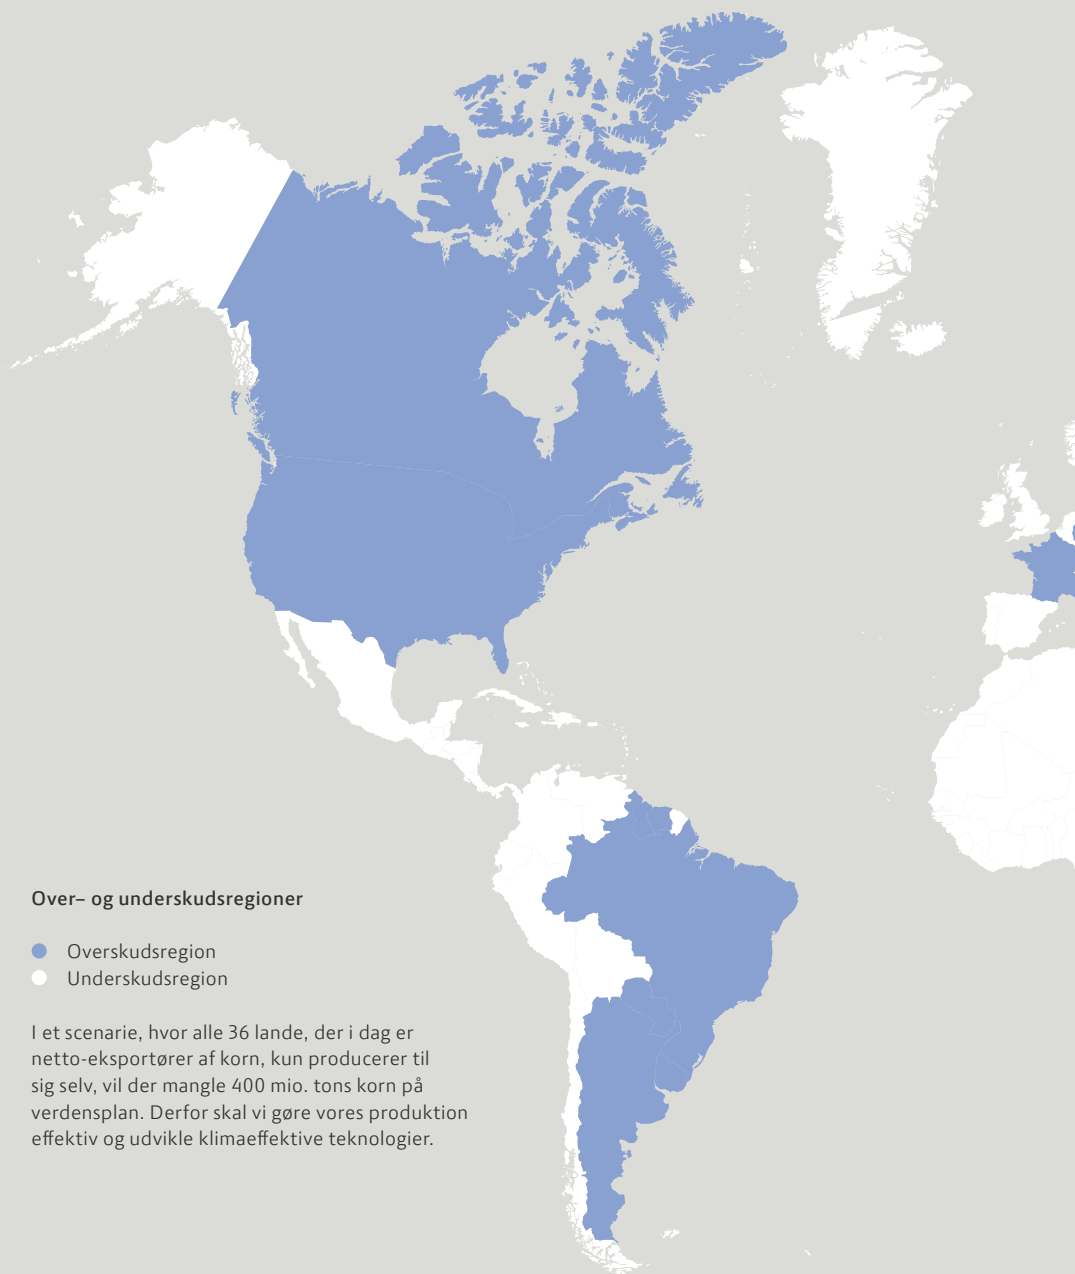 Over– og underskudsregioner
Overskudsregion
Underskudsregion
I et scenarie, hvor alle 36 lande, der i dag er
netto-eksportører af korn, kun producerer til
sig selv, vil der mangle 400 mio. tons korn på
verdensplan. Derfor skal vi gøre vores produktion
effektiv og udvikle klimaeffektive teknologier.